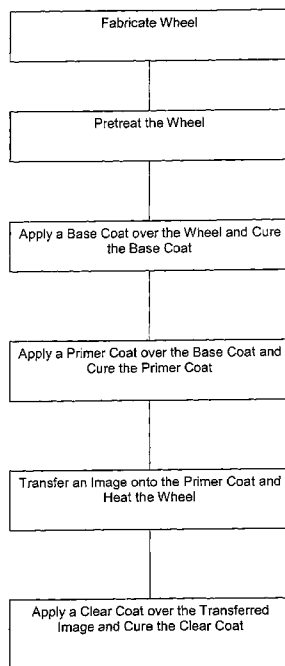 Fabricate Wheel
Pretreat the Wheel
Apply a Base Coat over the Wheel and Cure
the Base Coat
Apply a Primer Coat over the Base Coat and
Cure the Primer Coat
Transfer an Image onto the Primer Coat and
Heat the Wheel
Apply a Clear Coat over the Transferred
Image and Cure the Clear Coat